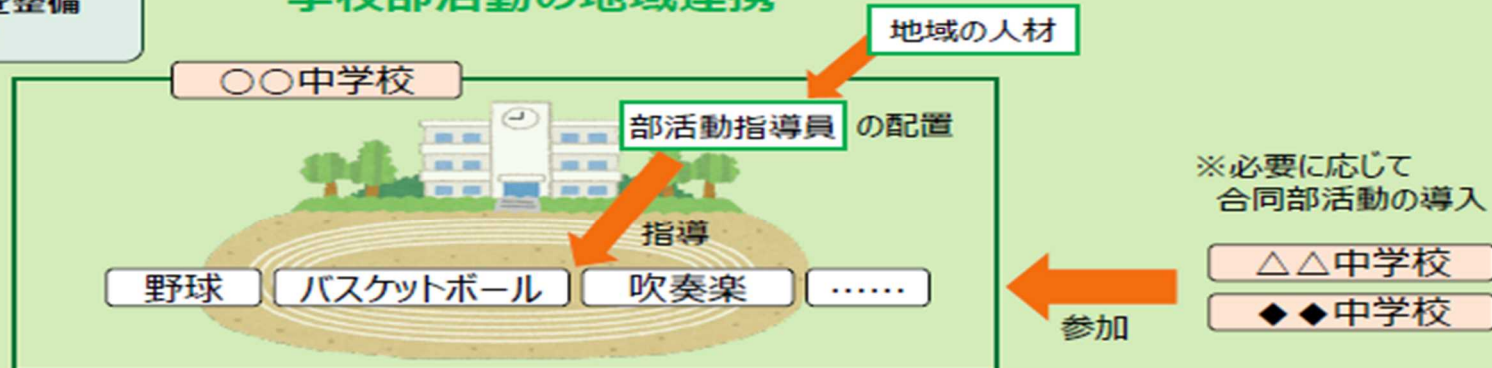 を整備
学校部活動の地域連携
地域の人材
○○中学校
部活動指導員 の配置
指導
野球
バスケットボール
吹奏楽
……
※必要に応じて
合同部活動の導入
参加
△△中学校
◆◆中学校